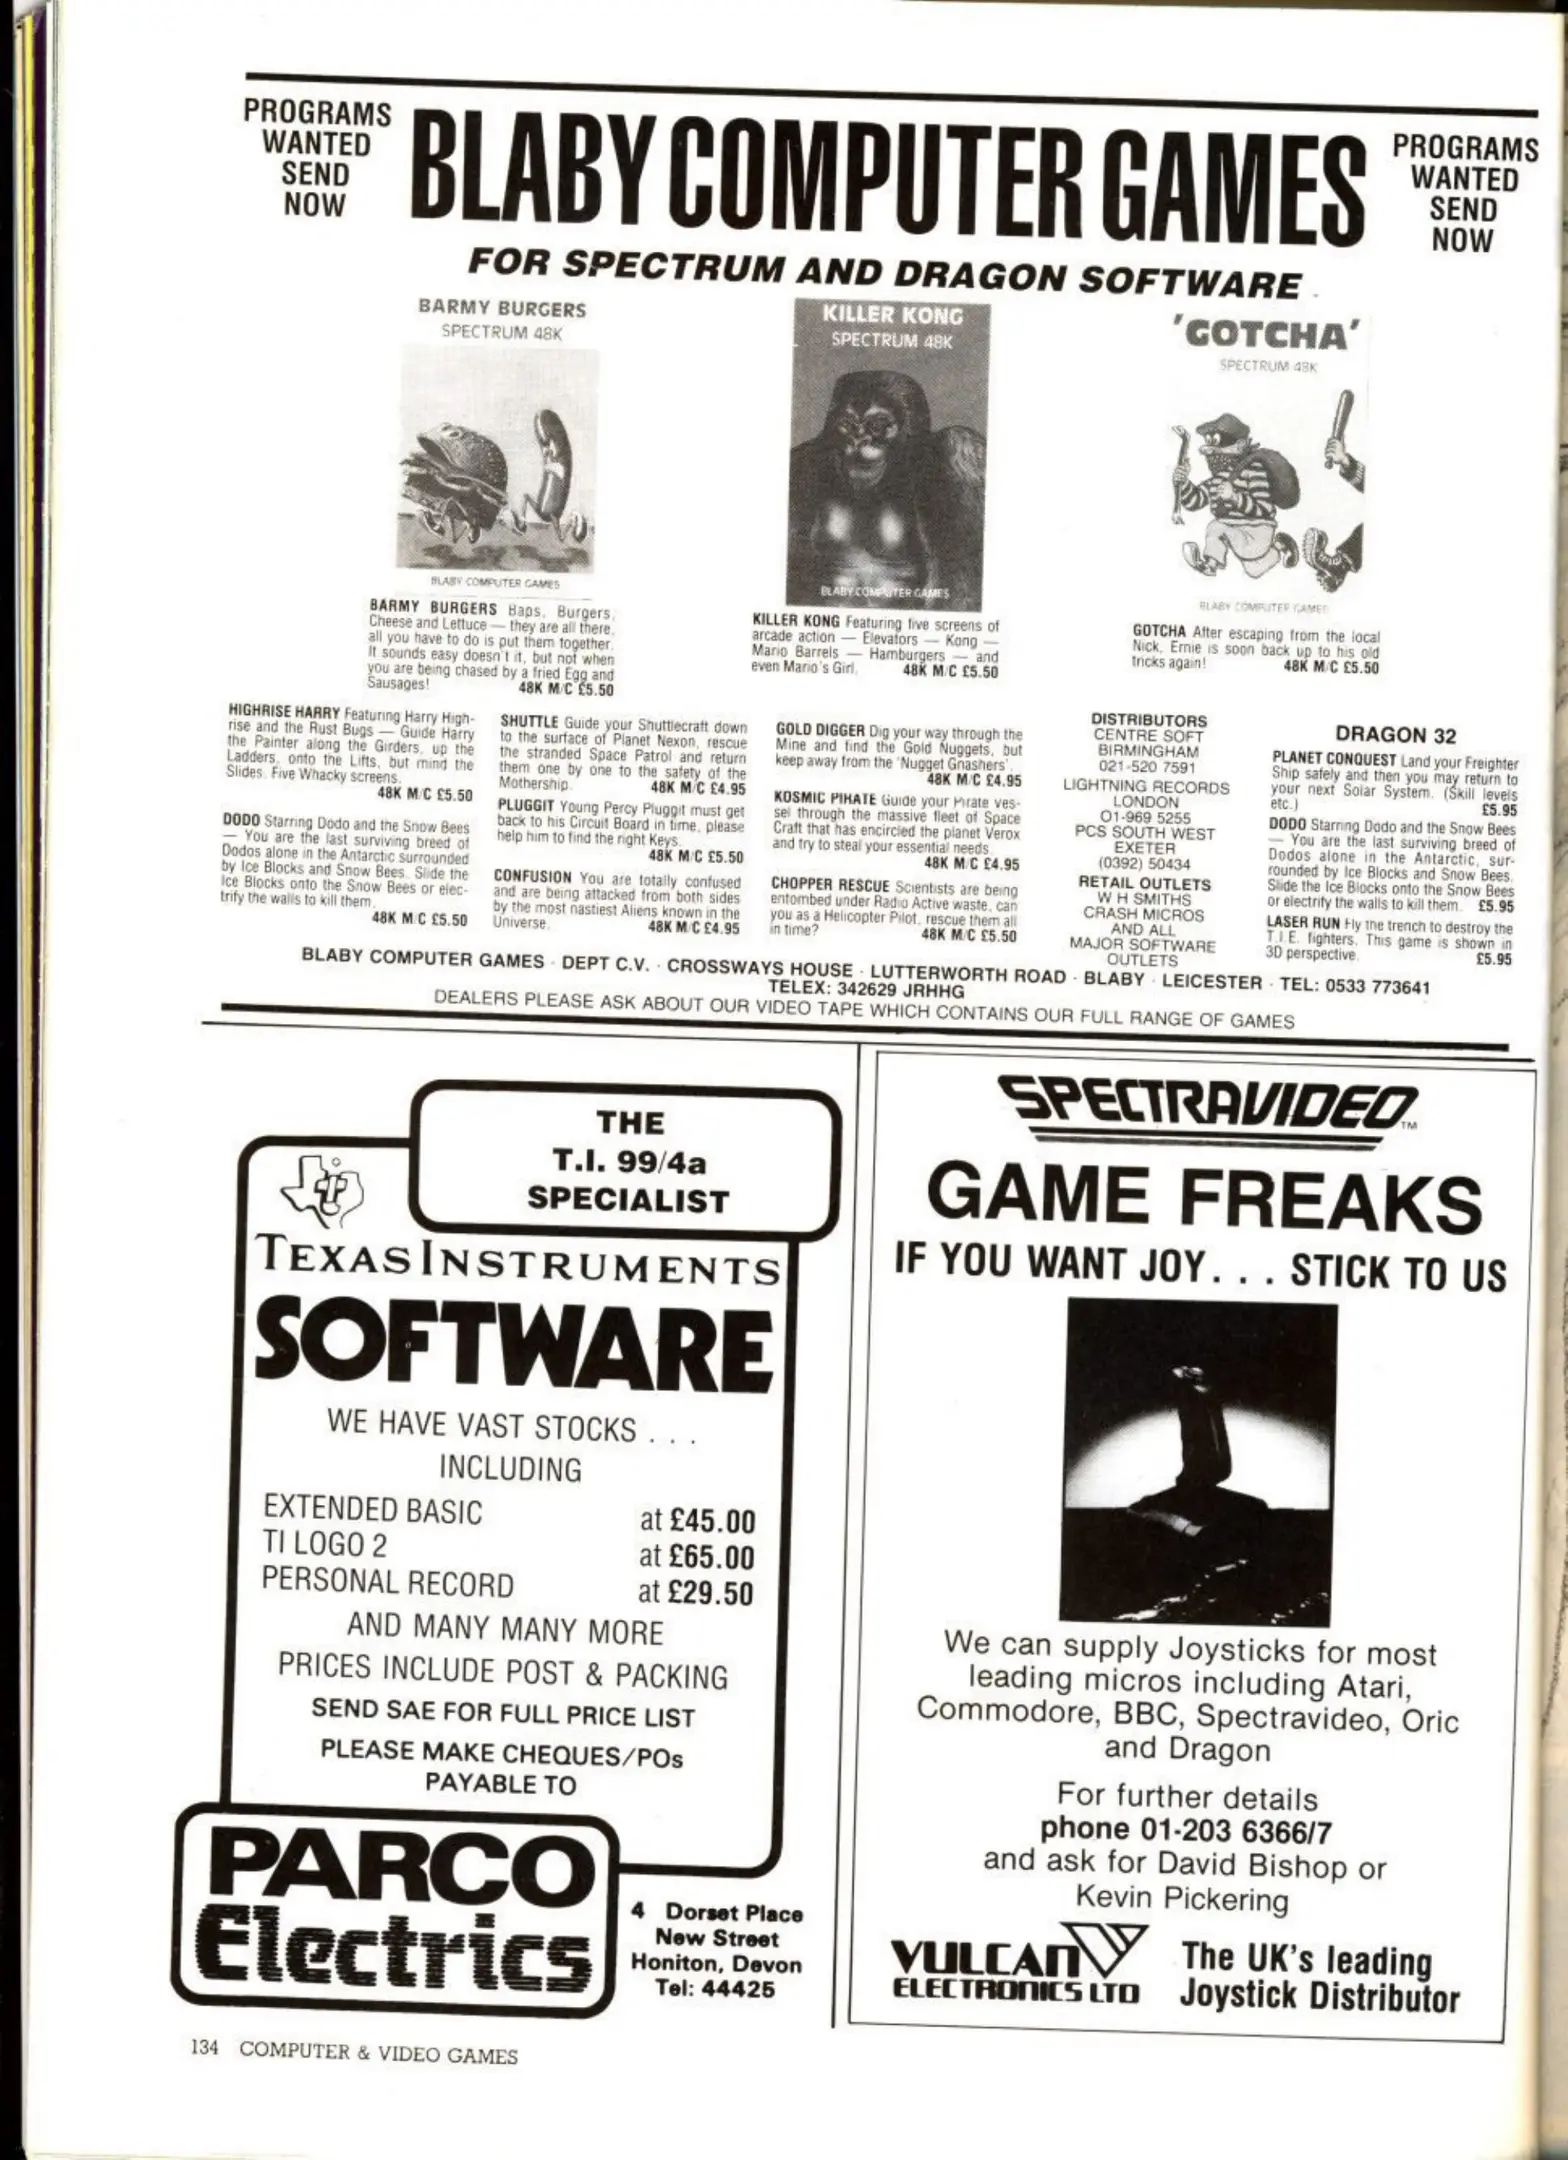 PROGRAMS
WANTED
SEND
NOW
BLABY COMPUTER GAMES
PROGRAMS
WANTED
SEND
NOW
FOR SPECTRUM AND DRAGON SOFTWARE
BARMY BURGERS
SPECTRUM 48K
BLABY COMPUTER GAMES
KILLER KONG
SPECTRUM 48K
BLABY COMPUTER GAMES
'GOTCHA'
SPECTRUM 48K
BLABY COMPUTER GAMES
BARMY BURGERS Baps, Burgers,
Cheese and Lettuce — they are all there,
all you have to do is put them together.
It sounds easy doesn't it, but not when
you are being chased by a fried Egg and
Sausages! 48K M/C £5.50
KILLER KONG Featuring five screens of
arcade action — Elevators — Kong —
Mario Barrels — Hamburgers — and
even Mario's Girl. 48K M/C £5.50
GOTCHA After escaping from the local
Nick, Ernie is soon back up to his old
tricks again! 48K M/C £5.50
HIGHRISE HARRY Featuring Harry High-
rise and the Rust Bugs — Guide Harry
the Painter along the Girders, up the
Ladders, onto the Lifts, but mind the
Slides. Five Whacky screens.
48K M/C £5.50
DODO Starring Dodo and the Snow Bees
— You are the last surviving breed of
Dodos alone in the Antarctic surrounded
by Ice Blocks and Snow Bees. Slide the
Ice Blocks onto the Snow Bees or elec-
trify the walls to kill them.
48K M/C £5.50
SHUTTLE Guide your Shuttlecraft down
to the surface of Planet Nexon, rescue
the stranded Space Patrol and return
them one by one to the safety of the
Mothership. 48K M/C £4.95
PLUGGIT Young Percy Pluggit must get
back to his Circuit Board in time, please
help him to find the right Keys.
48K M/C £5.50
CONFUSION You are totally confused
and are being attacked from both sides
by the most nastiest Aliens known in the
Universe. 48K M/C £4.95
GOLD DIGGER Dig your way through the
Mine and find the Gold Nuggets, but
keep away from the 'Nugget Gnashers'.
48K M/C £4.95
KOSMIC PIRATE Guide your Pirate ves-
sel through the massive fleet of Space
Craft that has encircled the planet Verox
and try to steal your essential needs.
48K M/C £4.95
CHOPPER RESCUE Scientists are being
entombed under Radio Active waste, can
you as a Helicopter Pilot, rescue them all
in time? 48K M/C £5.50
DISTRIBUTORS
CENTRE SOFT
BIRMINGHAM
021-520 7591
LIGHTNING RECORDS
LONDON
O1-969 5255
PCS SOUTH WEST
EXETER
(0392) 50434
RETAIL OUTLETS
W H SMITHS
CRASH MICROS
AND ALL
MAJOR SOFTWARE
OUTLETS
DRAGON 32
PLANET CONQUEST Land your Freighter
Ship safely and then you may return to
your next Solar System. (Skill levels
etc.) £5.95
DODO Starring Dodo and the Snow Bees
— You are the last surviving breed of
Dodos alone in the Antarctic, sur-
rounded by Ice Blocks and Snow Bees.
Slide the Ice Blocks onto the Snow Bees
or electrify the walls to kill them. £5.95
LASER RUN Fly the trench to destroy the
T.I.E. fighters. This game is shown in
3D perspective. £5.95
BLABY COMPUTER GAMES · DEPT C.V. · CROSSWAYS HOUSE · LUTTERWORTH ROAD · BLABY · LEICESTER · TEL: 0533 773641
TELEX: 342629 JRHHG
DEALERS PLEASE ASK ABOUT OUR VIDEO TAPE WHICH CONTAINS OUR FULL RANGE OF GAMES
THE
T.I. 99/4a
SPECIALIST
TEXAS INSTRUMENTS
SOFTWARE
WE HAVE VAST STOCKS . . .
INCLUDING
EXTENDED BASIC at £45.00
TI LOGO 2 at £65.00
PERSONAL RECORD at £29.50
AND MANY MANY MORE
PRICES INCLUDE POST & PACKING
SEND SAE FOR FULL PRICE LIST
PLEASE MAKE CHEQUES/POs
PAYABLE TO
PARCO
Electrics
4 Dorset Place
New Street
Honiton, Devon
Tel: 44425
SPECTRAVIDEO TM
GAME FREAKS
IF YOU WANT JOY. . . STICK TO US
We can supply Joysticks for most
leading micros including Atari,
Commodore, BBC, Spectravideo, Oric
and Dragon
For further details
phone 01-203 6366/7
and ask for David Bishop or
Kevin Pickering
VULCAN
ELECTRONICS LTD
The UK's leading
Joystick Distributor
134 COMPUTER & VIDEO GAMES